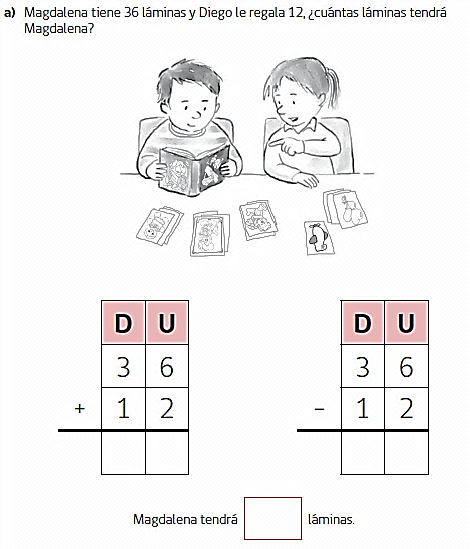 a) Magdalena tiene 36 láminas y Diego le regala 12, ¿cuántas láminas tendrá
Magdalena?
D U
3 6
+ 1 2
D U
3 6
- 1 2
Magdalena tendrá láminas.